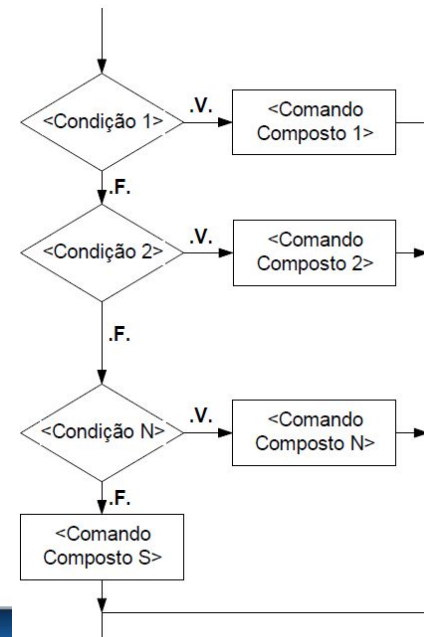 <Condição 1>
.V.
<Comando
Composto 1>
.F.
<Condição 2>
.V.
<Comando
Composto 2>
.F.
<Condição N>
.V.
<Comando
Composto N>
.F.
<Comando
Composto S>